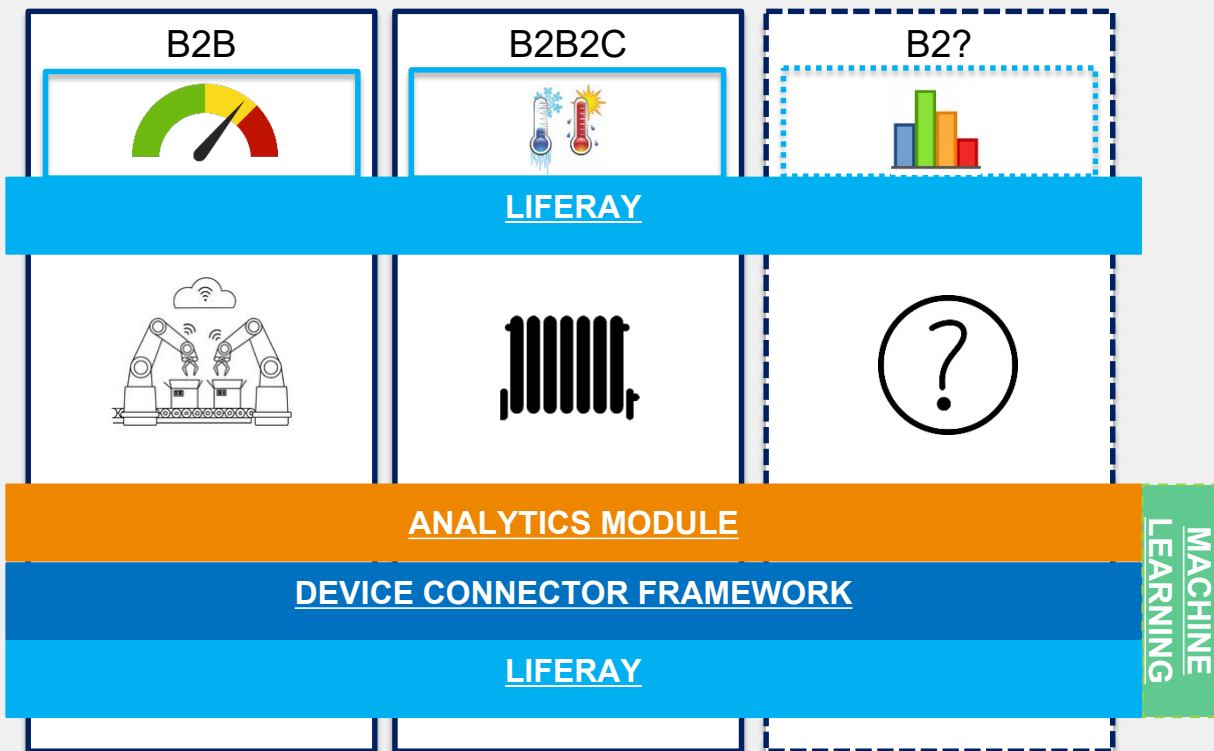 B2B
B2B2C
B2?
LIFERAY
ANALYTICS MODULE
DEVICE CONNECTOR FRAMEWORK
LIFERAY
MACHINE
LEARNING